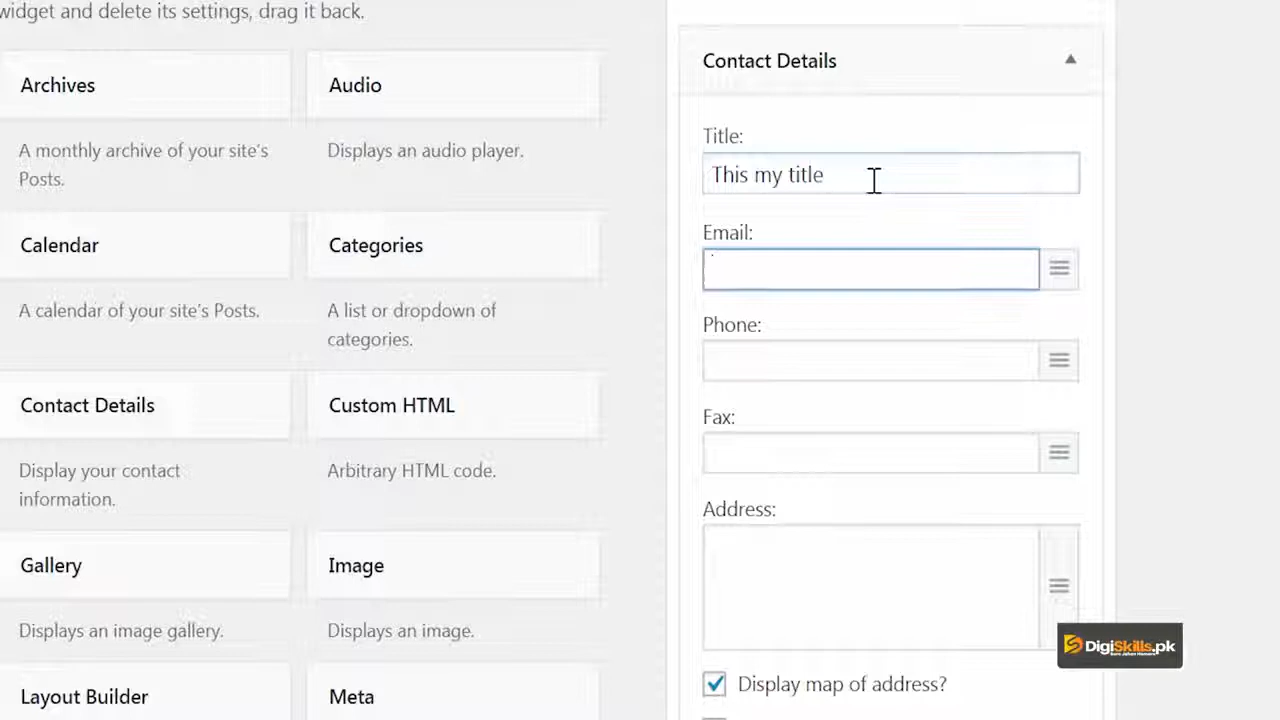 widget and delete its settings, drag it back.
Archives
Audio
A monthly archive of your site's
Posts.
Displays an audio player.
Calendar
Categories
A calendar of your site's Posts.
A list or dropdown of
categories.
Contact Details
Custom HTML
Display your contact
information.
Arbitrary HTML code.
Gallery
Image
Displays an image gallery.
Displays an image.
Layout Builder
Meta
Contact Details
Title:
This my title
Email:
Phone:
Fax:
Address:
Display map of address?
DigiSkills.pk